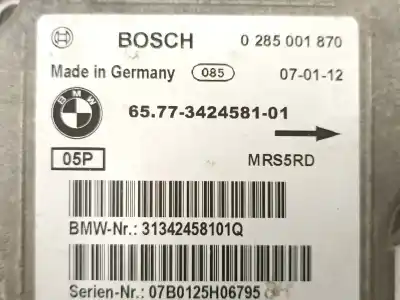 BOSCH 0 285 001 870
Made in Germany 085 07-01-12
BMW 65.77-3424581-01
05P MRS5RD
BMW-Nr.: 31342458101Q
Serien-Nr.: 07B0125H06795